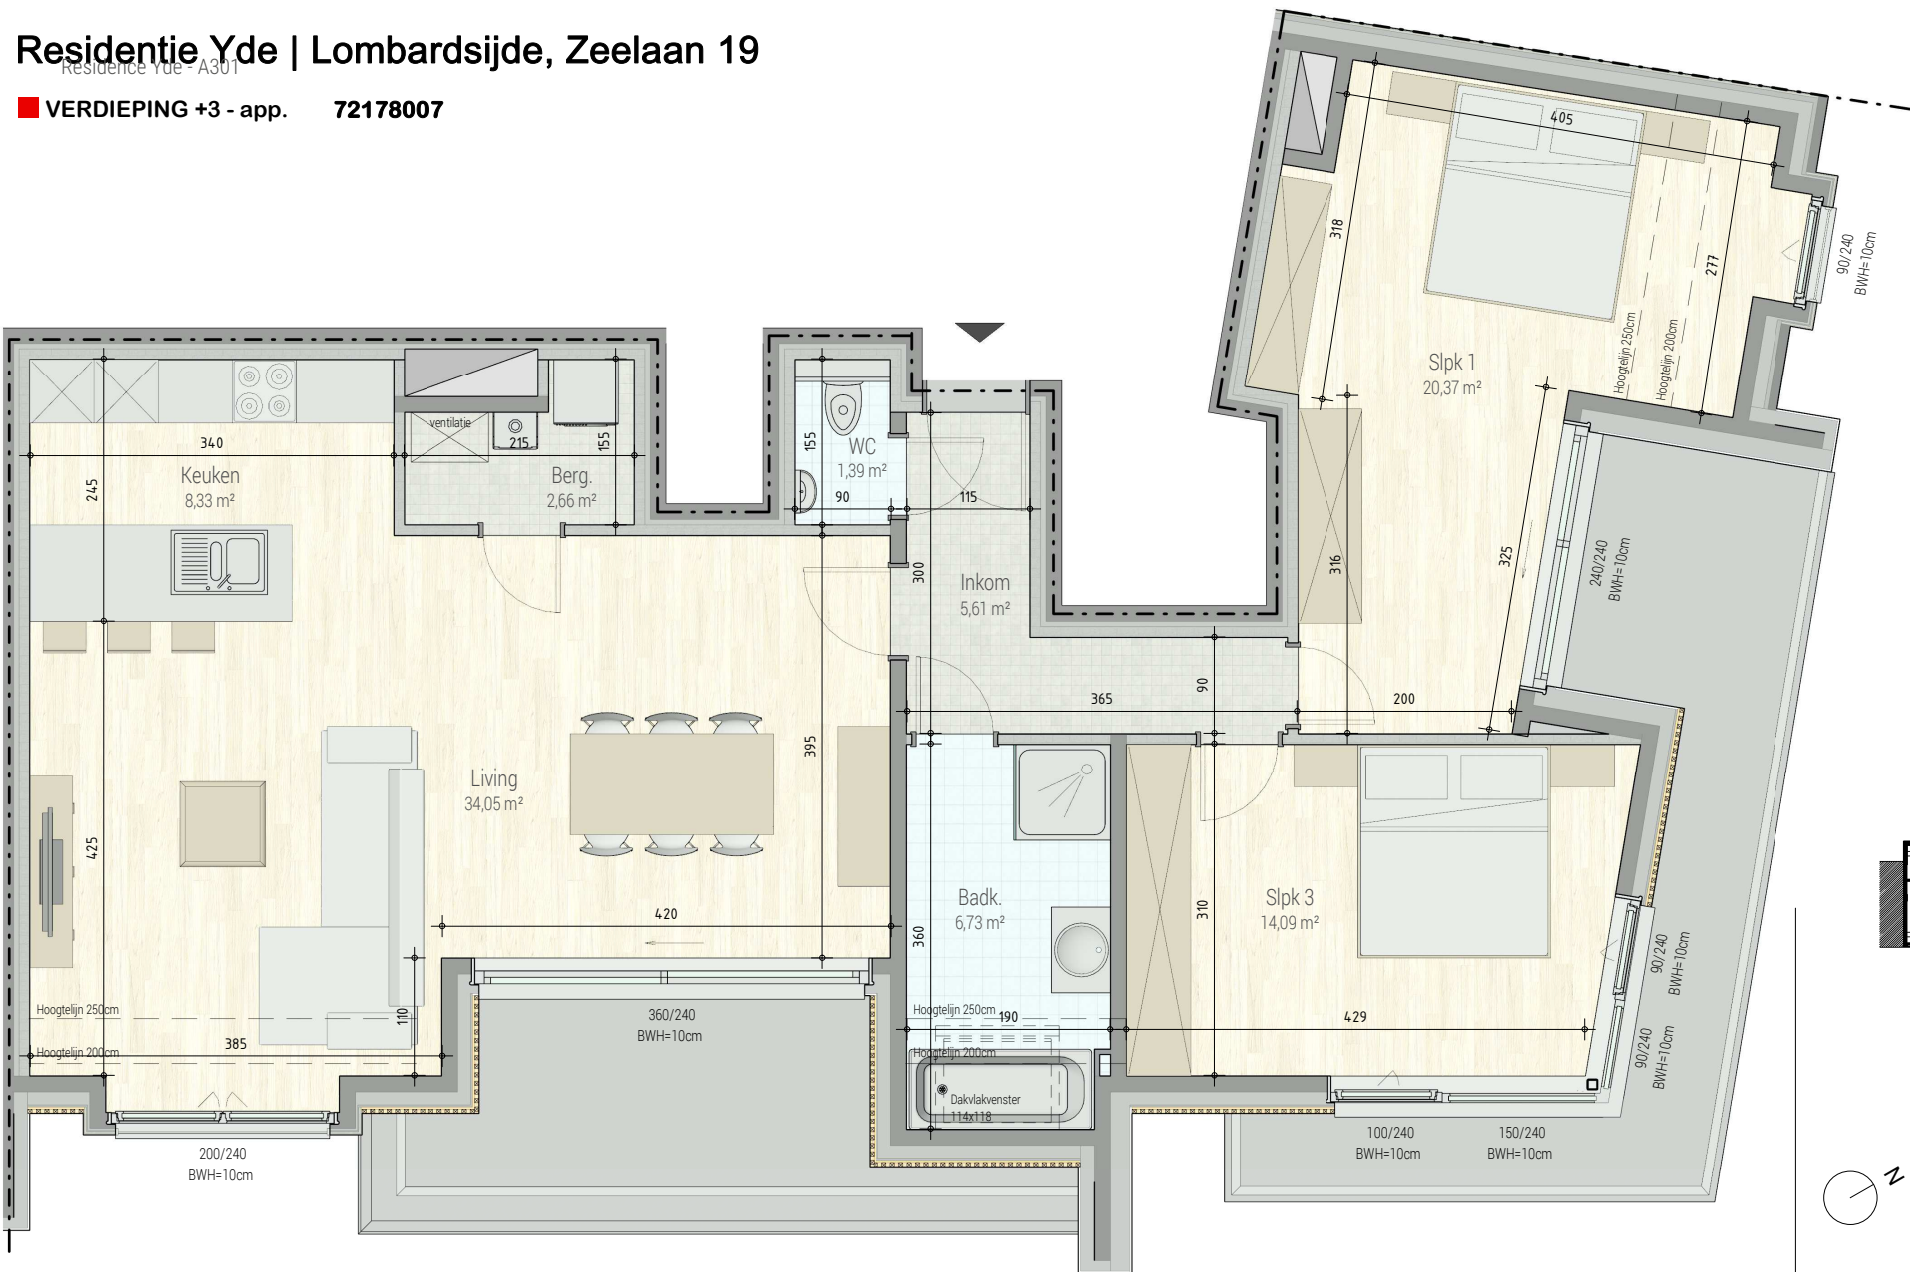 Residentie Yde | Lombardsijde, Zeelaan 19
Residence Yde - A301
VERDIEPING +3 - app. 72178007
405
318
277
90/240
BWH=10cm
Hoogtelijn 250cm
Hoogtelijn 200cm
Slpk 1
20,37 m²
ventilatie
340
215
155
155
WC
1,39 m²
Keuken
8,33 m²
245
Berg.
2,66 m²
90
115
300
Inkom
5,61 m²
316
325
240/240
BWH=10cm
365
90
200
395
Living
34,05 m²
425
420
Badk.
6,73 m²
360
310
Slpk 3
14,09 m²
90/240
BWH=10cm
Hoogtelijn 250cm
110
360/240
BWH=10cm
Hoogtelijn 250cm
190
429
385
Hoogtelijn 200cm
Hoogtelijn 200cm
90/240
BWH=10cm
Dakvlakvenster
114x118
200/240
BWH=10cm
100/240
BWH=10cm
150/240
BWH=10cm
N